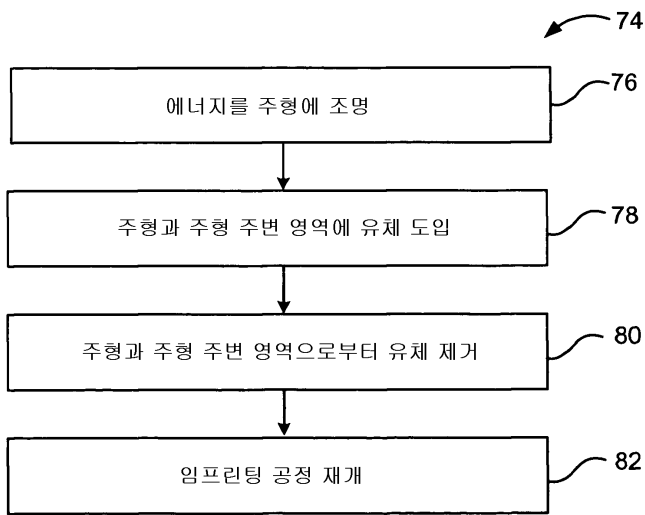 74
에너지를 주형에 조명
76
주형과 주형 주변 영역에 유체 도입
78
주형과 주형 주변 영역으로부터 유체 제거
80
임프린팅 공정 재개
82